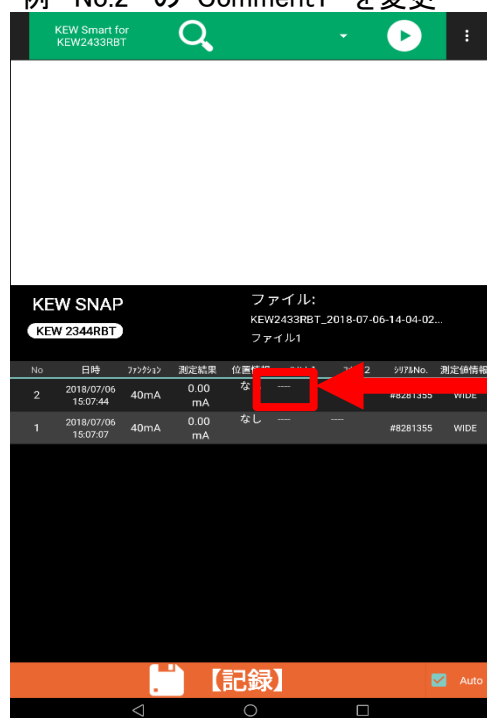 例 No.2 の Comment1 を変更
KEW Smart for
KEW2433RBT
KEW SNAP
KEW 2344RBT
ファイル:
KEW2433RBT_2018-07-06-14-04-02...
ファイル1
No 日時 ﾌｧﾝｸｼｮﾝ 測定結果 位置情報 2 ｼﾘｱﾙNo. 測定値情報
2 2018/07/06 15:07:44 40mA 0.00 mA な ---- #8281355 WIDE
1 2018/07/06 15:07:07 40mA 0.00 mA なし ---- ---- #8281355 WIDE
【記録】
Auto